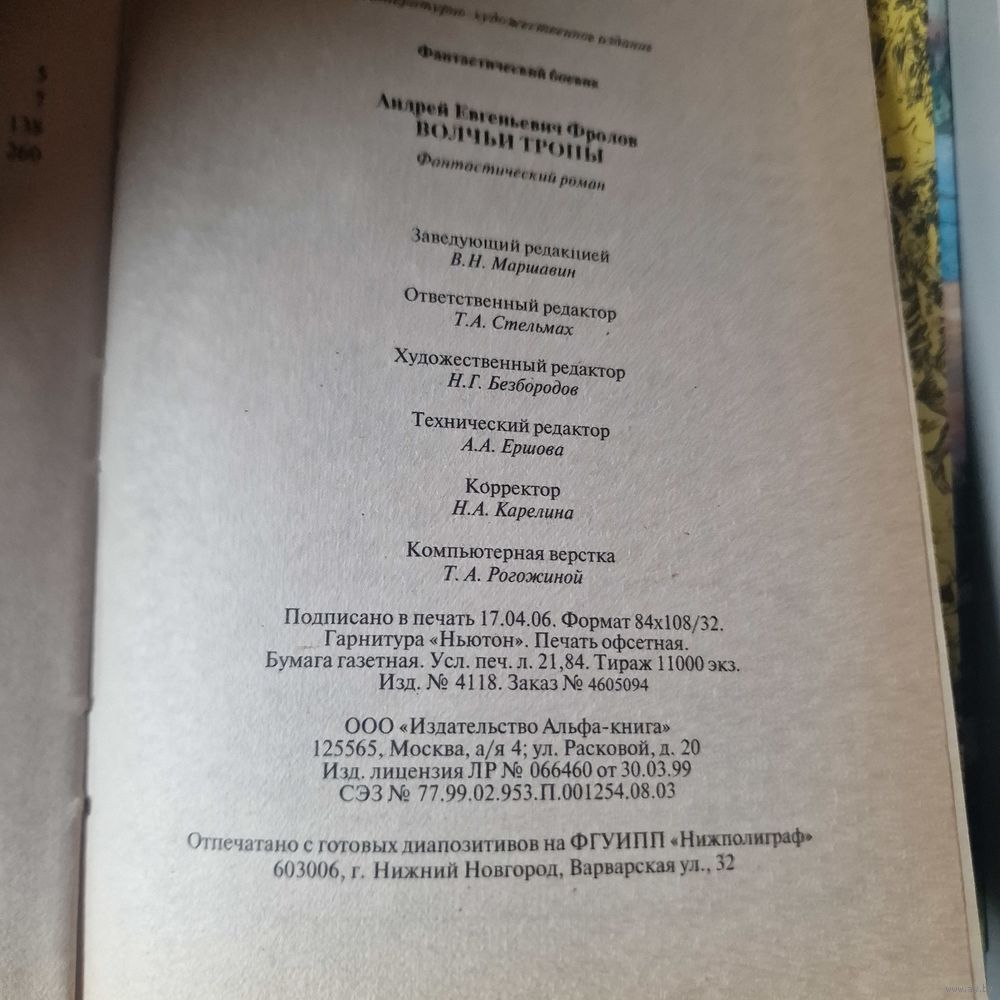 5
7
138
260
художественное издание
Фантастический боевик
Андрей Евгеньевич Фролов
ВОЛЧЬИ ТРОПЫ
Фантастический роман
Заведующий редакцией
В.Н. Маршавин
Ответственный редактор
Т.А. Стельмах
Художественный редактор
Н.Г. Безбородов
Технический редактор
А.А. Ершова
Корректор
Н.А. Карелина
Компьютерная верстка
Т. А. Рогожиной
Подписано в печать 17.04.06. Формат 84х108/32.
Гарнитура «Ньютон». Печать офсетная.
Бумага газетная. Усл. печ. л. 21,84. Тираж 11000 экз.
Изд. № 4118. Заказ № 4605094
ООО «Издательство Альфа-книга»
125565, Москва, а/я 4; ул. Расковой, д. 20
Изд. лицензия ЛР № 066460 от 30.03.99
СЭЗ № 77.99.02.953.П.001254.08.03
Отпечатано с готовых диапозитивов на ФГУИПП «Нижполиграф»
603006, г. Нижний Новгород, Варварская ул., 32